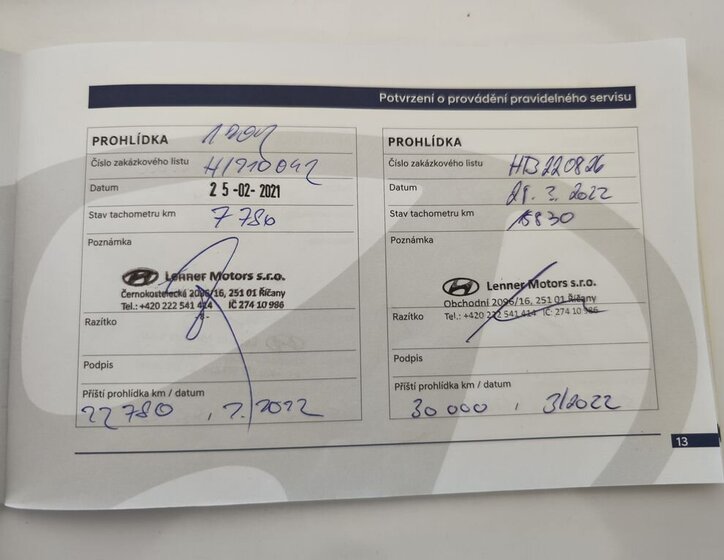 Potvrzení o provádění pravidelného servisu
PROHLÍDKA
Číslo zakázkového listu
Datum 25-02-2021
Stav tachometru km 7 780
Poznámka
Lenner Motors s.r.o.
Černokostelecká 2096/16, 251 01 Říčany
Tel.: +420 222 541 414 IČ 274 10 986
-8-
Razítko
Podpis
Příští prohlídka km / datum
22 780 , 2./2022
PROHLÍDKA
Číslo zakázkového listu HB220826
Datum 21. 3. 2022
Stav tachometru km 15830
Poznámka
Lenner Motors s.r.o.
Obchodní 2096/16, 251 01 Říčany
Tel.: +420 222 541 414 IČ: 274 10 986
Razítko
Podpis
Příští prohlídka km / datum
30 000 , 3/2022
13